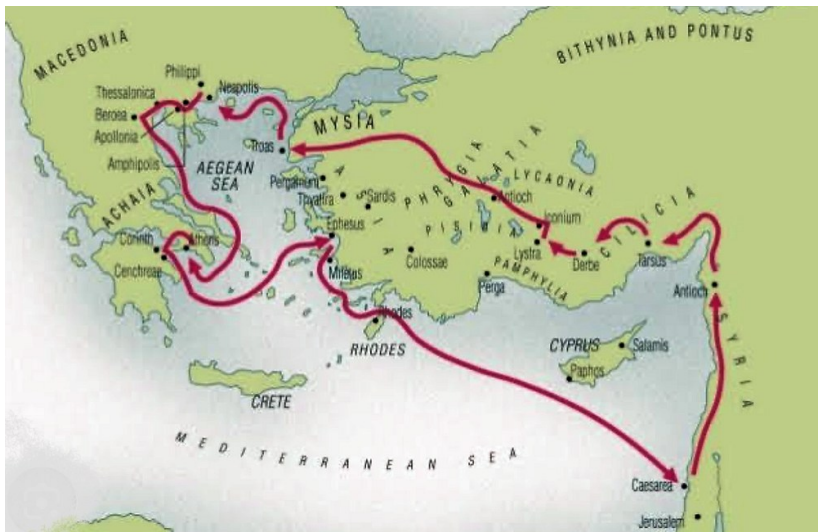 MACEDONIA
BITHYNIA AND PONTUS
Philippi
Neapolis
Thessalonica
Beroea
Apollonia
Amphipolis
MYSIA
Troas
AEGEAN
SEA
PHRYGIA
GALATIA
LYCAONIA
Pergamum
Thyatira
Sardis
ASIA
Antioch
Iconium
CILICIA
ACHAIA
PISIDIA
Ephesus
Corinth
Athens
Cenchreae
Miletus
Colossae
Lystra
Derbe
Tarsus
PAMPHYLIA
Perga
Antioch
SYRIA
Rhodes
RHODES
CYPRUS
Salamis
Paphos
CRETE
MEDITERRANEAN SEA
Caesarea
Jerusalem